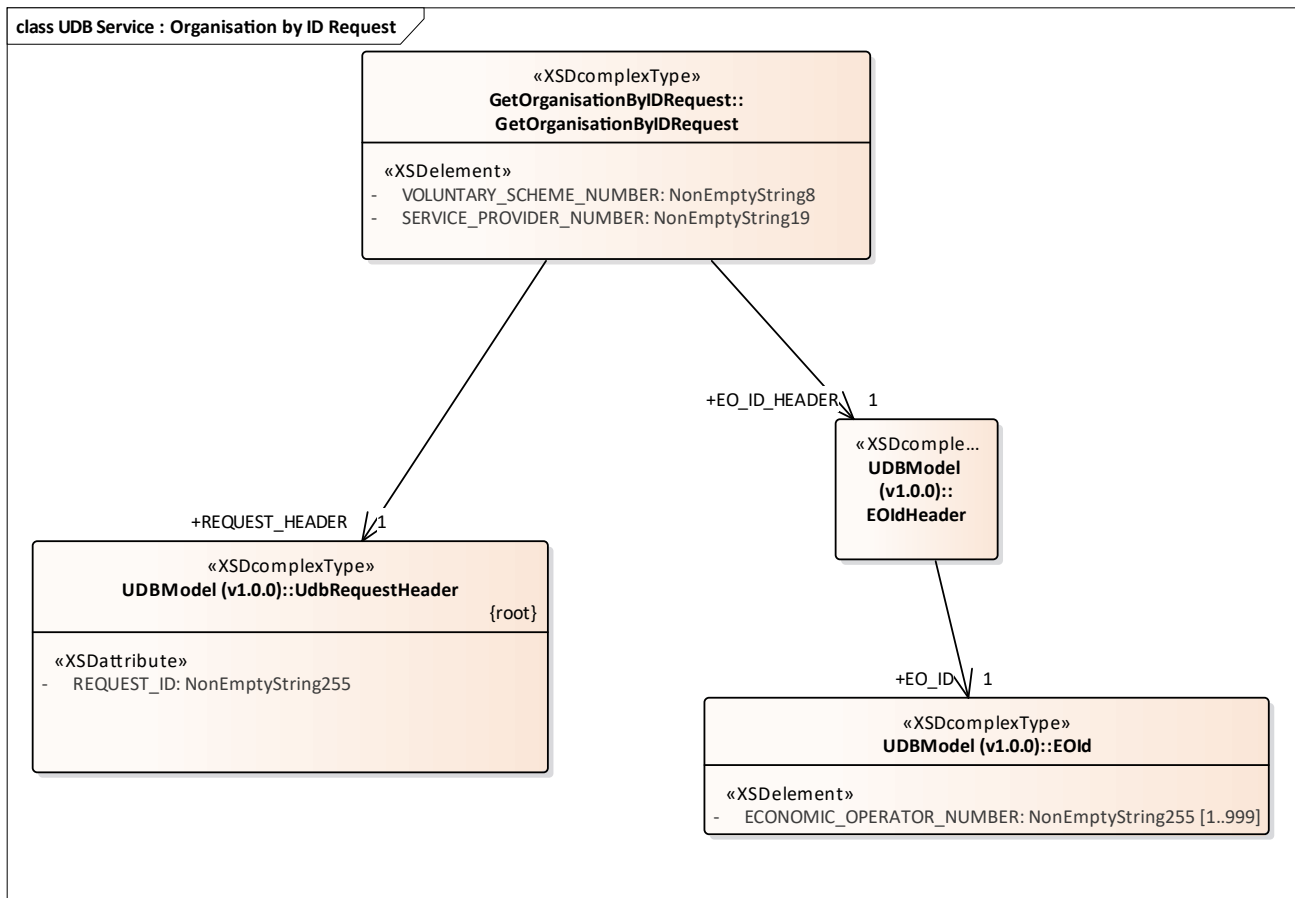 class UDB Service : Organisation by ID Request
«XSDcomplexType»
GetOrganisationByIDRequest::
GetOrganisationByIDRequest
«XSDelement»
- VOLUNTARY_SCHEME_NUMBER: NonEmptyString8
- SERVICE_PROVIDER_NUMBER: NonEmptyString19
+EO_ID_HEADER 1
«XSDcomple...
UDBModel
(v1.0.0)::
EOIdHeader
+REQUEST_HEADER 1
«XSDcomplexType»
UDBModel (v1.0.0)::UdbRequestHeader
{root}
«XSDattribute»
- REQUEST_ID: NonEmptyString255
+EO_ID 1
«XSDcomplexType»
UDBModel (v1.0.0)::EOId
«XSDelement»
- ECONOMIC_OPERATOR_NUMBER: NonEmptyString255 [1..999]